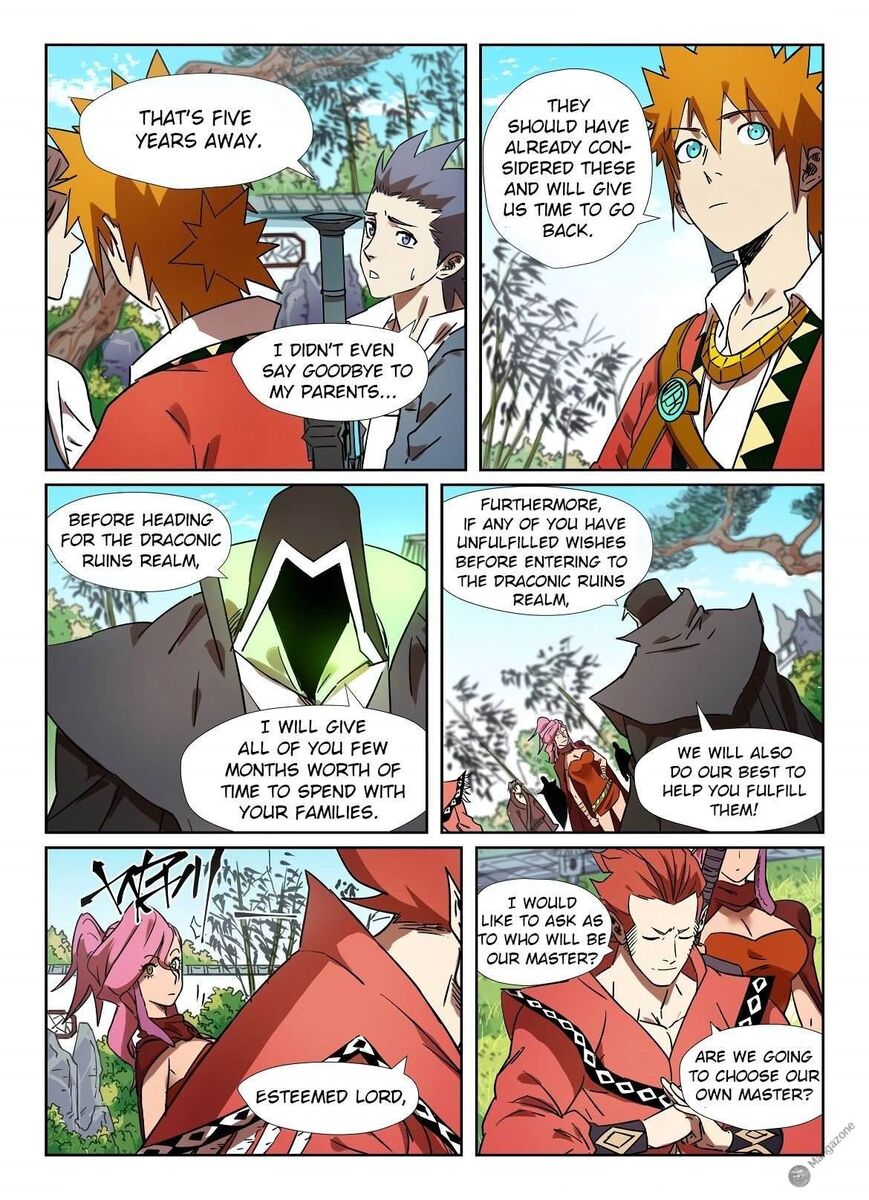 THAT'S FIVE
YEARS AWAY.
I DIDN'T EVEN
SAY GOODBYE TO
MY PARENTS...
THEY
SHOULD HAVE
ALREADY CON-
SIDERED THESE
AND WILL GIVE
US TIME TO GO
BACK.
BEFORE HEADING
FOR THE DRACONIC
RUINS REALM,
I WILL GIVE
ALL OF YOU FEW
MONTHS WORTH OF
TIME TO SPEND WITH
YOUR FAMILIES.
FURTHERMORE,
IF ANY OF YOU HAVE
UNFULFILLED WISHES
BEFORE ENTERING TO
THE DRACONIC RUINS
REALM,
WE WILL ALSO
DO OUR BEST TO
HELP YOU FULFILL
THEM!
ESTEEMED LORD,
I WOULD
LIKE TO ASK AS
TO WHO WILL BE
OUR MASTER?
ARE WE GOING
TO CHOOSE OUR
OWN MASTER?
Mangazone